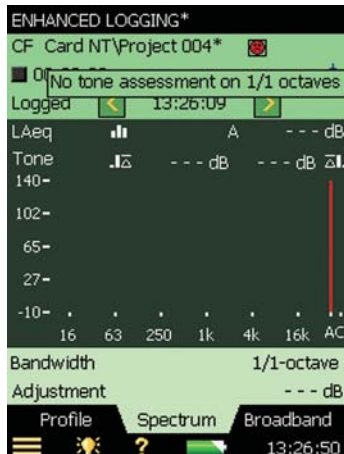 ENHANCED LOGGING*
CF Card NT\Project 004*
No tone assessment on 1/1 octaves
Logged 13:26:09
LAeq A --- dB
Tone --- dB
140-
102-
65-
27-
-10-
16 63 250 1k 4k 16k AC
Bandwidth 1/1-octave
Adjustment --- dB
Profile Spectrum Broadband
? 13:26:50